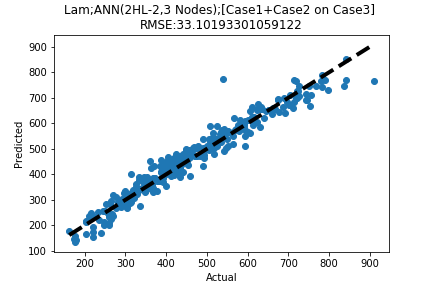 Lam;ANN(2HL-2,3 Nodes);[Case1+Case2 on Case3]
RMSE:33.10193301059122
900
800
700
600
500
400
300
200
100
Predicted
200 300 400 500 600 700 800 900
Actual